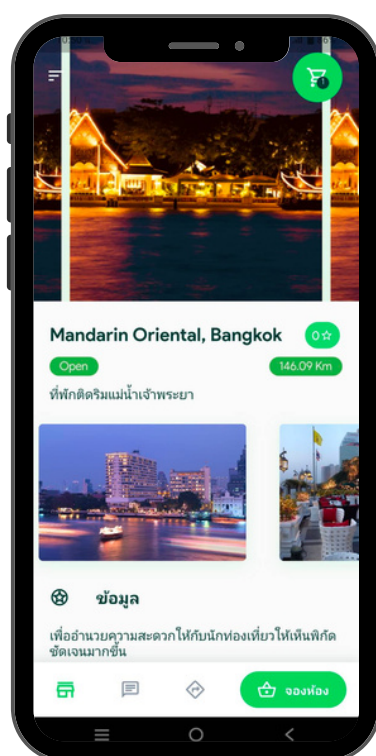 1
Mandarin Oriental, Bangkok
0☆
Open
146.09 Km
ที่พักติดริมแม่น้ำเจ้าพระยา
ข้อมูล
เพื่ออำนวยความสะดวกให้กับนักท่องเที่ยวให้เห็นพิกัด
ชัดเจนมากขึ้น
จองห้อง